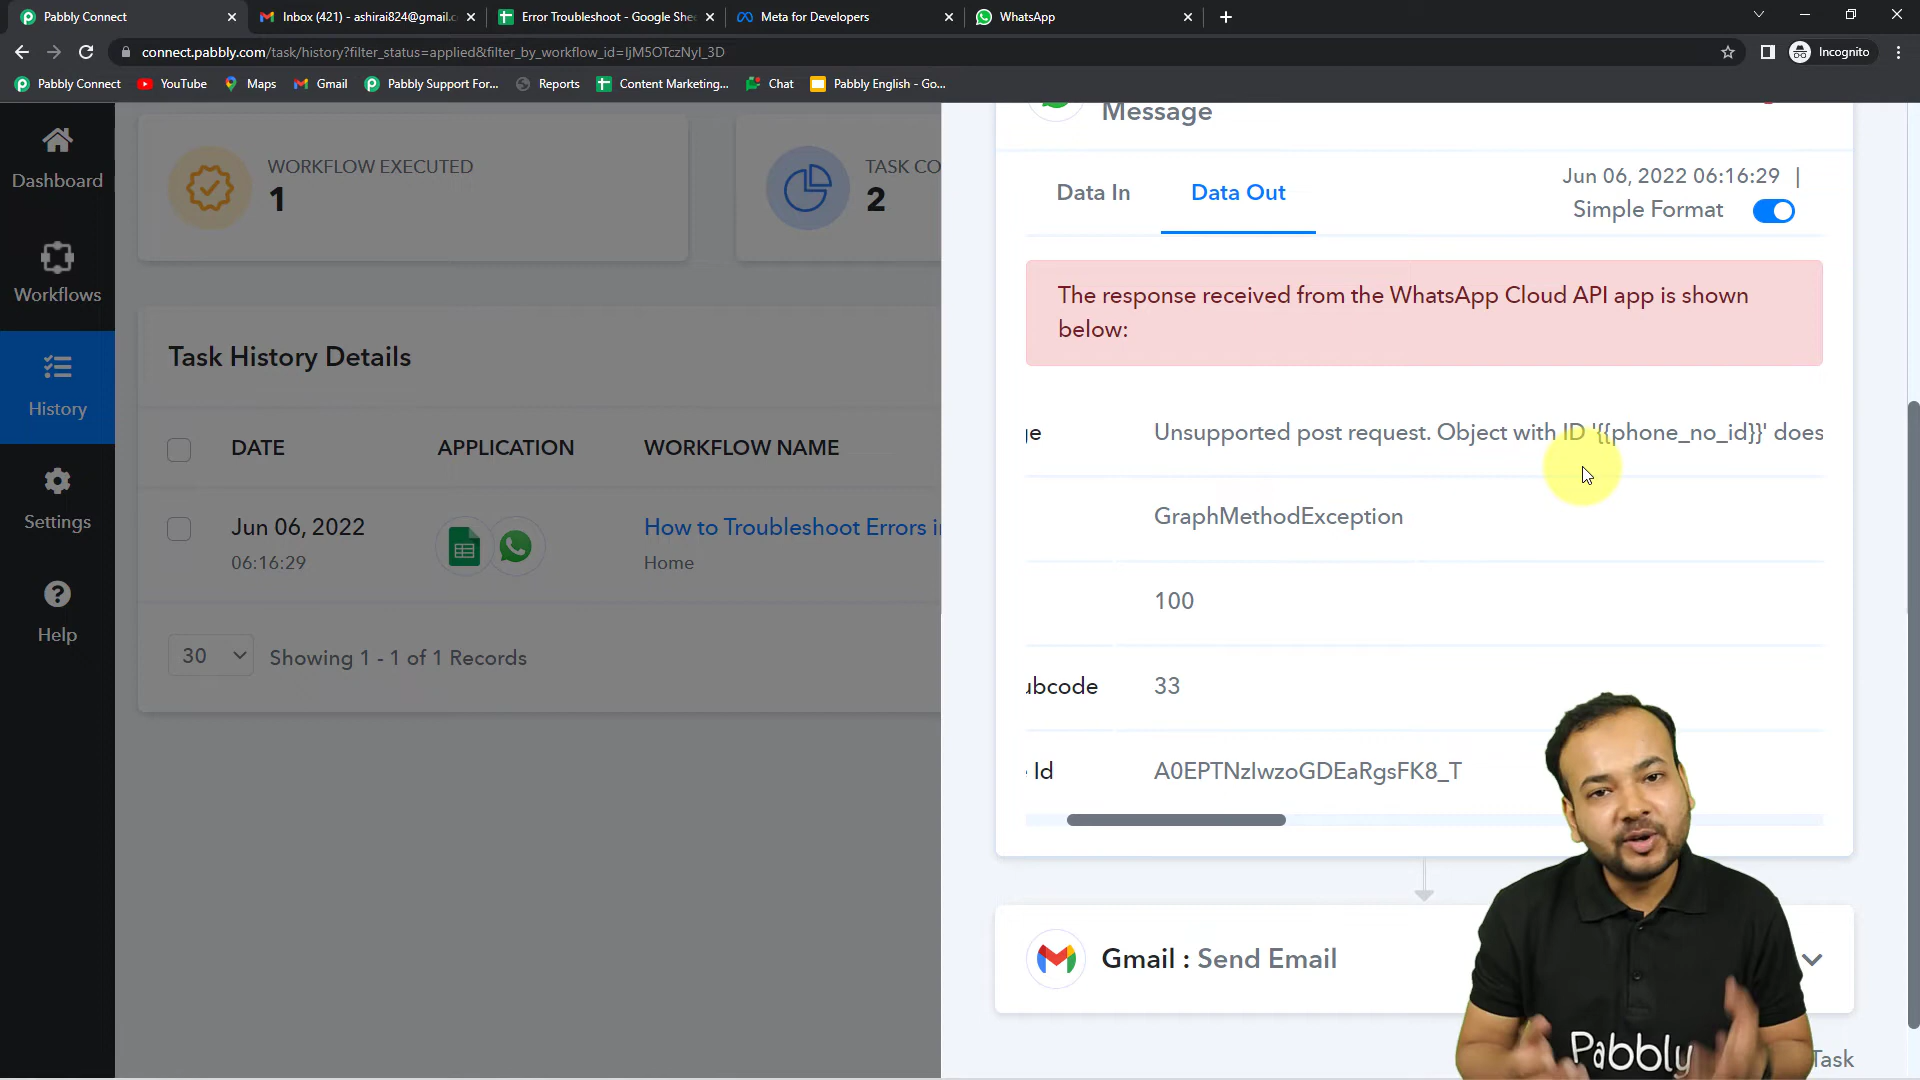 Pabbly Connect
Inbox (421) - ashirai824@gmail.c
Error Troubleshoot - Google She
Meta for Developers
WhatsApp
connect.pabbly.com/task/history?filter_status=applied&filter_by_workflow_id=IjM5OTczNyI_3D
Incognito
Pabbly Connect
YouTube
Maps
Gmail
Pabbly Support For...
Reports
Content Marketing...
Chat
Pabbly English - Go...
Dashboard
Workflows
History
Settings
Help
WORKFLOW EXECUTED
1
TASK CO
2
Task History Details
DATE APPLICATION WORKFLOW NAME
Jun 06, 2022
06:16:29
How to Troubleshoot Errors i
Home
30
Showing 1 - 1 of 1 Records
Message
Data In
Data Out
Jun 06, 2022 06:16:29 |
Simple Format
The response received from the WhatsApp Cloud API app is shown
below:
ge Unsupported post request. Object with ID '{{phone_no_id}}' does
GraphMethodException
100
ubcode 33
e Id A0EPTNzIwzoGDEaRgsFK8_T
Gmail : Send Email
Task
Pabbly